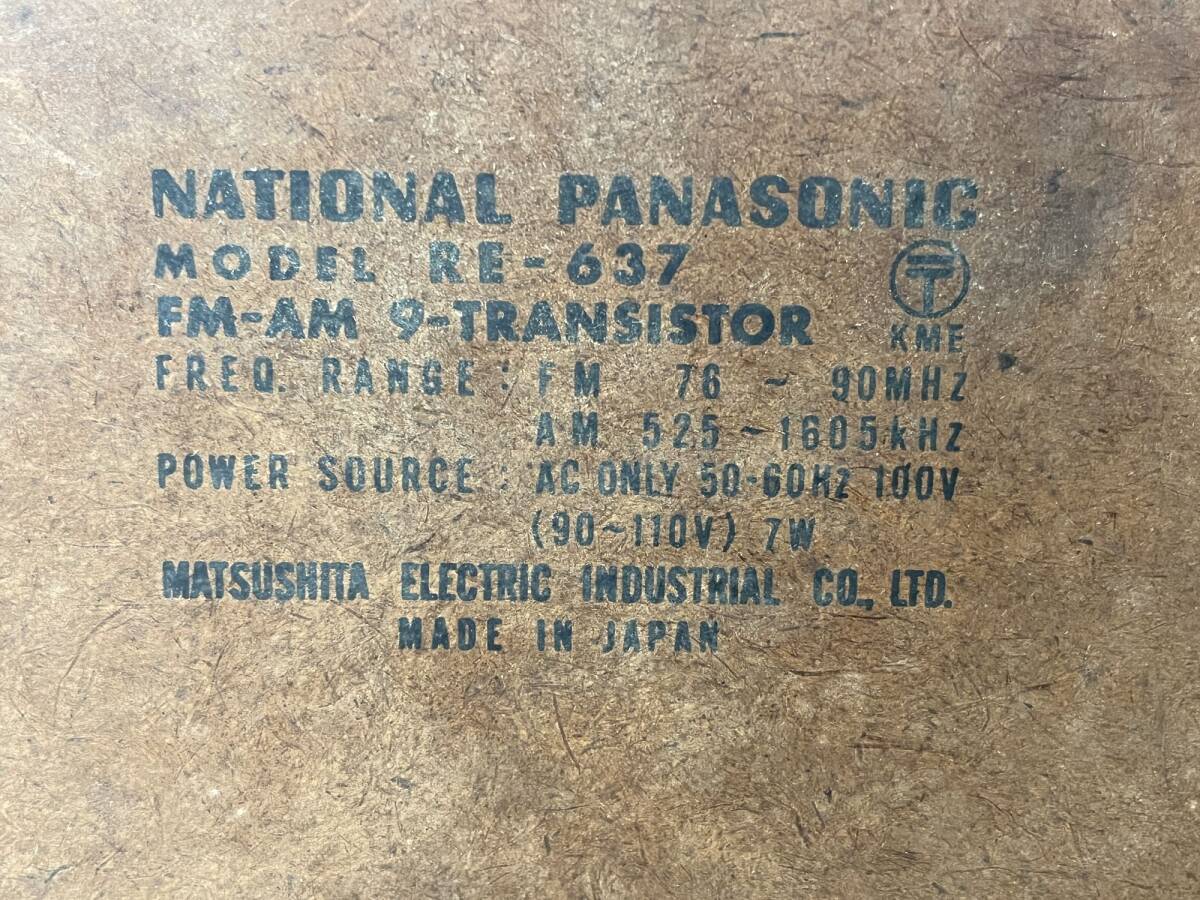 NATIONAL PANASONIC
MODEL RE-637
FM-AM 9-TRANSISTOR
KME
FREQ. RANGE : FM 76 ~ 90MHz
AM 525 ~ 1605kHz
POWER SOURCE : AC ONLY 50-60Hz 100V
(90~110V) 7W
MATSUSHITA ELECTRIC INDUSTRIAL CO., LTD.
MADE IN JAPAN